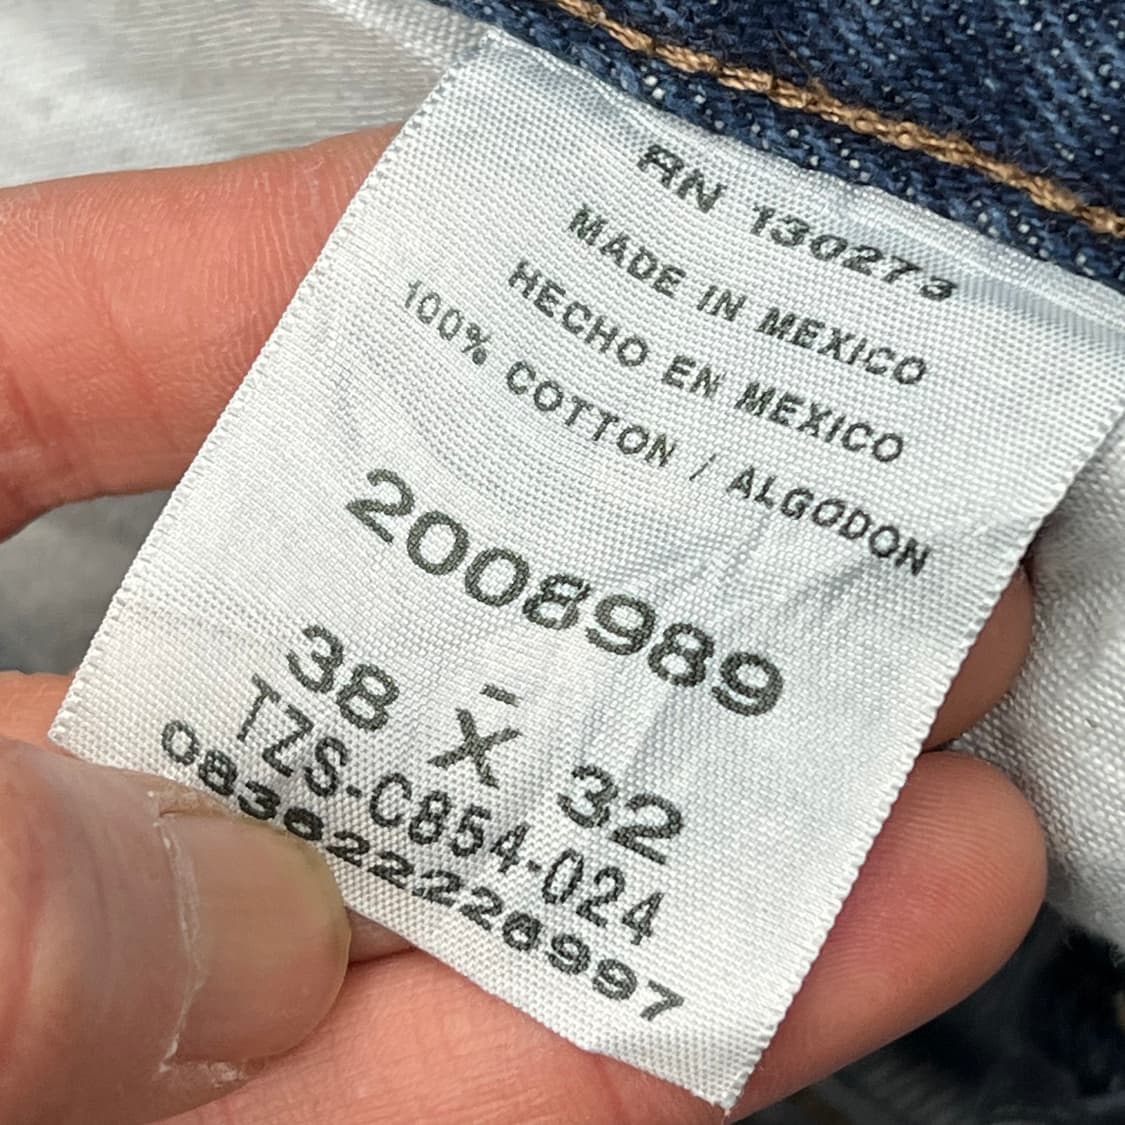 RN 130273
MADE IN MEXICO
HECHO EN MEXICO
100% COTTON / ALGODON
2008989
38 X 32
TZS-C854-024